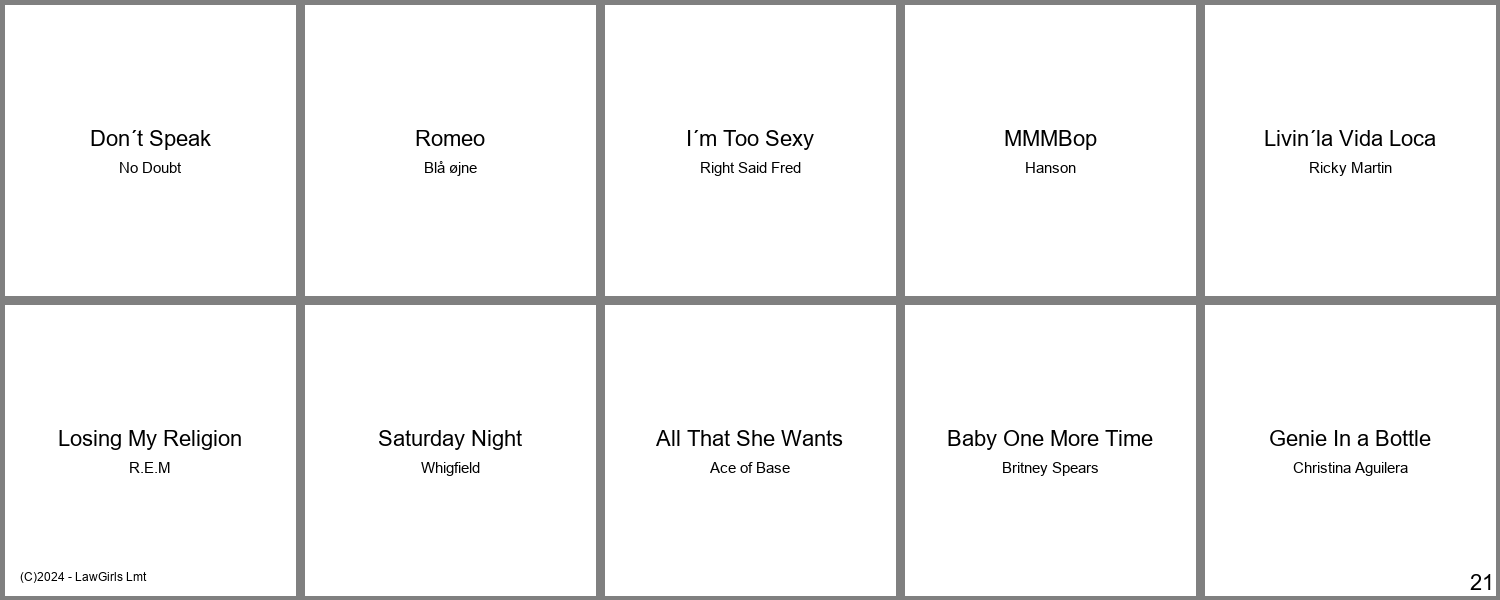 Don´t Speak
No Doubt
Romeo
Blå øjne
I´m Too Sexy
Right Said Fred
MMMBop
Hanson
Livin´la Vida Loca
Ricky Martin
Losing My Religion
R.E.M
Saturday Night
Whigfield
All That She Wants
Ace of Base
Baby One More Time
Britney Spears
Genie In a Bottle
Christina Aguilera
(C)2024 - LawGirls Lmt
21